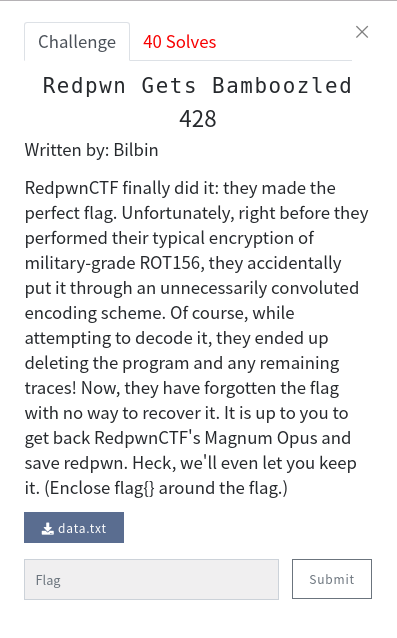 Challenge
40 Solves
×
Redpwn Gets Bamboozled
428
Written by: Bilbin
RedpwnCTF finally did it: they made the
perfect flag. Unfortunately, right before they
performed their typical encryption of
military-grade ROT156, they accidentally
put it through an unnecessarily convoluted
encoding scheme. Of course, while
attempting to decode it, they ended up
deleting the program and any remaining
traces! Now, they have forgotten the flag
with no way to recover it. It is up to you to
get back RedpwnCTF's Magnum Opus and
save redpwn. Heck, we'll even let you keep
it. (Enclose flag{} around the flag.)
data.txt
Flag
Submit